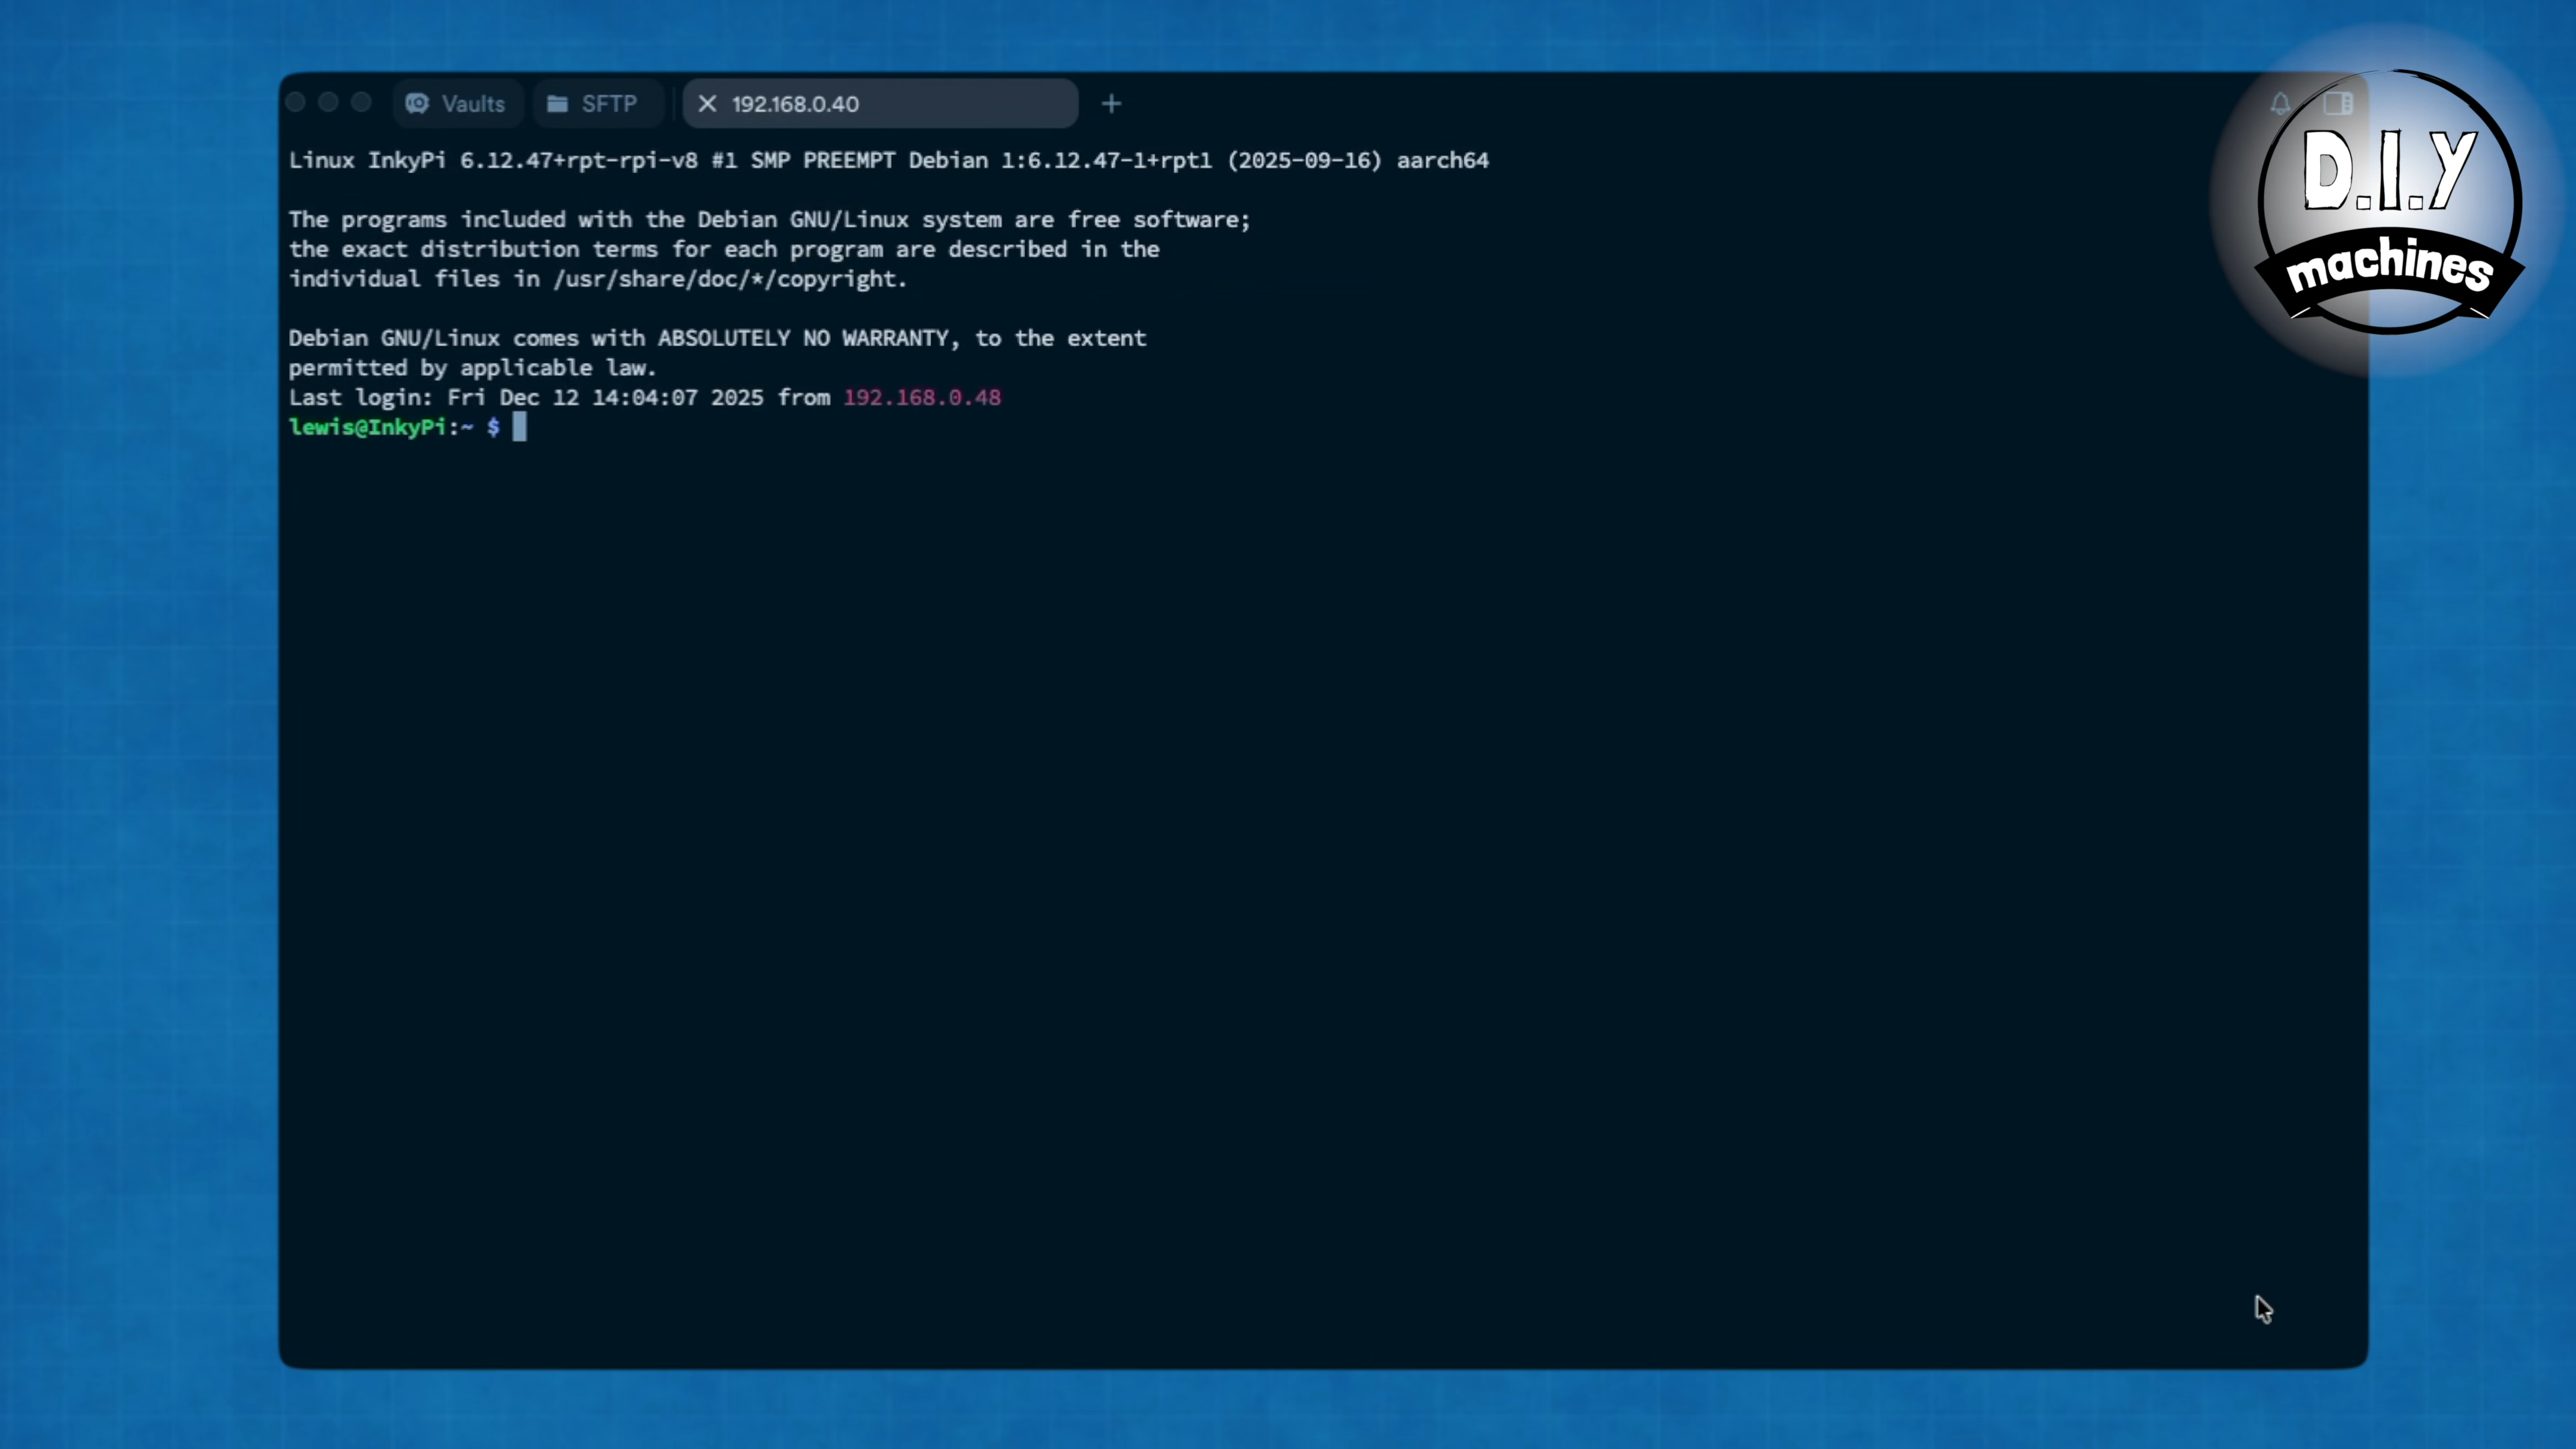 Vaults SFTP 192.168.0.40
D.I.Y
machines
Linux InkyPi 6.12.47+rpt-rpi-v8 #1 SMP PREEMPT Debian 1:6.12.47-1+rpt1 (2025-09-16) aarch64
The programs included with the Debian GNU/Linux system are free software;
the exact distribution terms for each program are described in the
individual files in /usr/share/doc/*/copyright.
Debian GNU/Linux comes with ABSOLUTELY NO WARRANTY, to the extent
permitted by applicable law.
Last login: Fri Dec 12 14:04:07 2025 from 192.168.0.48
lewis@InkyPi:~ $